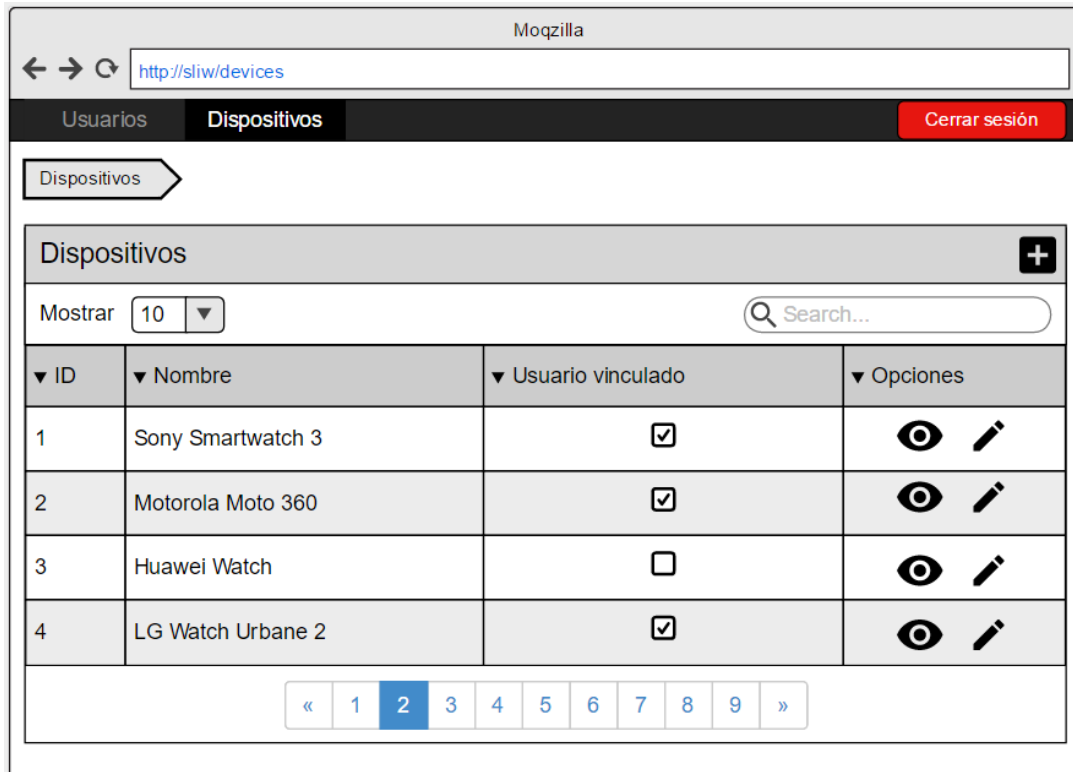 Moqzilla
http://sliw/devices
Usuarios Dispositivos Cerrar sesión
Dispositivos
Dispositivos
Mostrar 10 Search...
ID Nombre Usuario vinculado Opciones
1 Sony Smartwatch 3
2 Motorola Moto 360
3 Huawei Watch
4 LG Watch Urbane 2
« 1 2 3 4 5 6 7 8 9 »